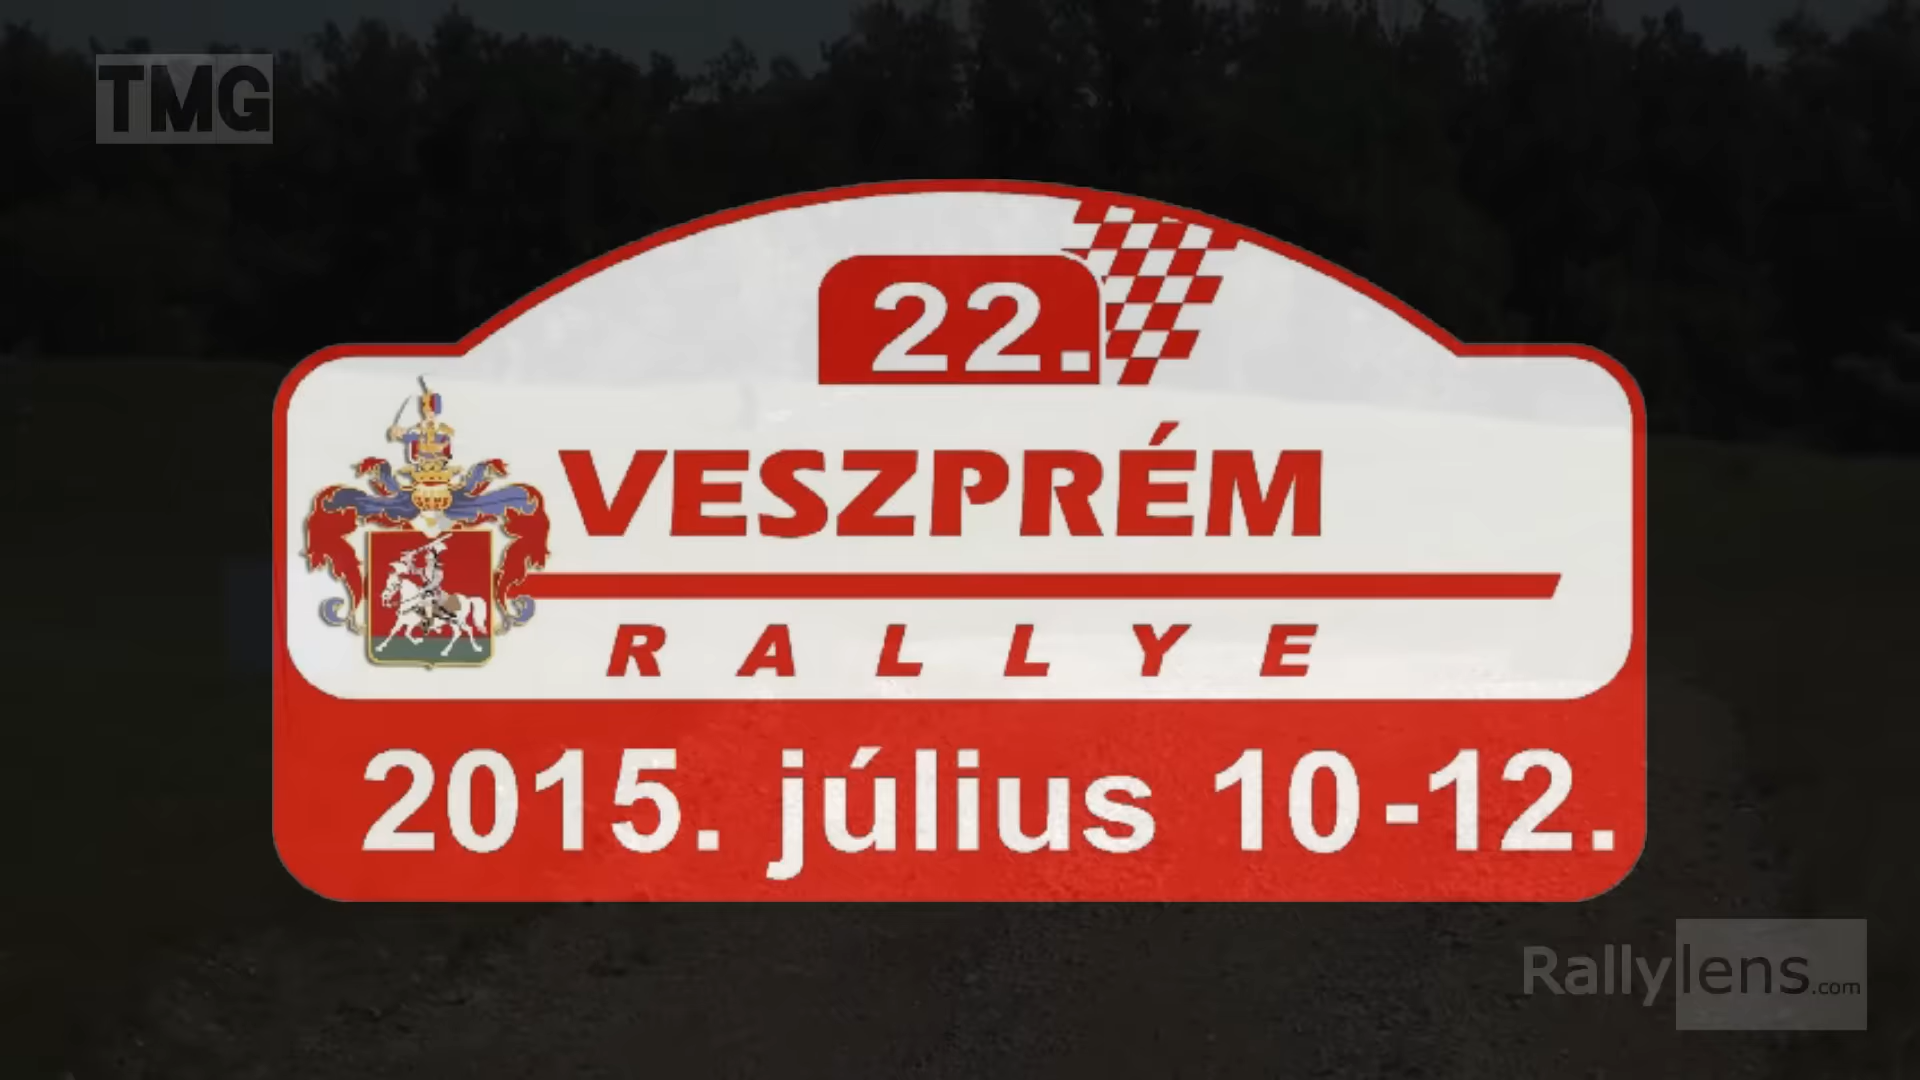 TMG
22.
VESZPRÉM
RALLYE
2015. július 10-12.
Rallylens.com